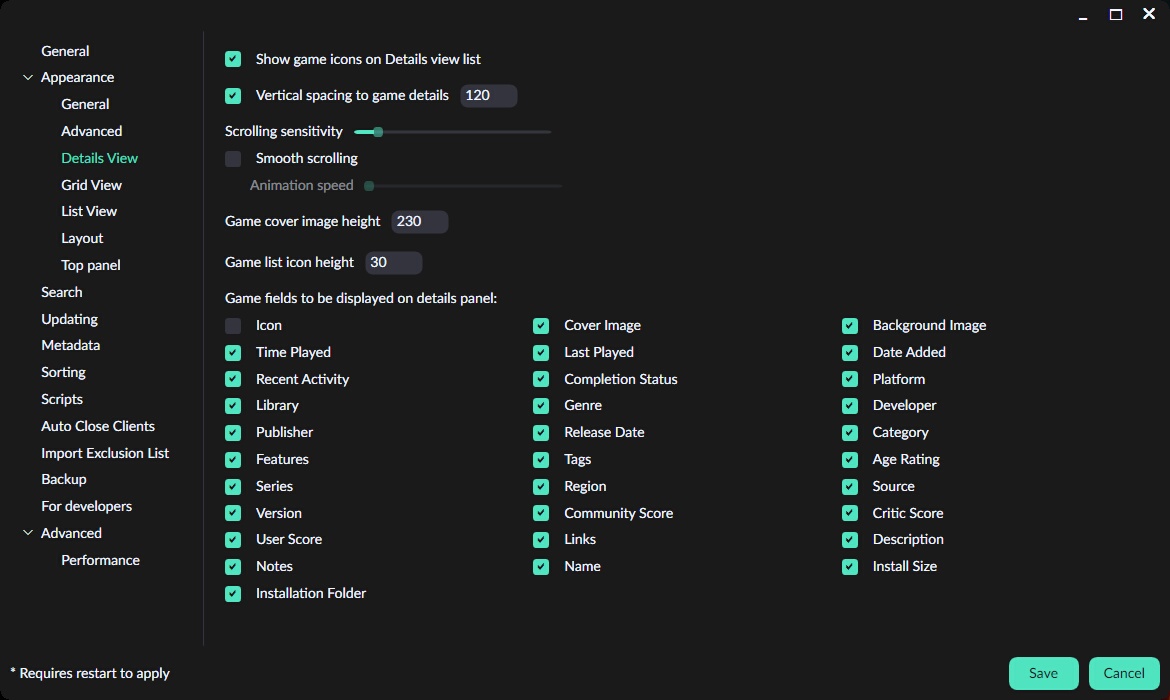 General
Appearance
General
Advanced
Details View
Grid View
List View
Layout
Top panel
Search
Updating
Metadata
Sorting
Scripts
Auto Close Clients
Import Exclusion List
Backup
For developers
Advanced
Performance
Show game icons on Details view list
Vertical spacing to game details 120
Scrolling sensitivity
Smooth scrolling
Animation speed
Game cover image height 230
Game list icon height 30
Game fields to be displayed on details panel:
Icon Cover Image Background Image
Time Played Last Played Date Added
Recent Activity Completion Status Platform
Library Genre Developer
Publisher Release Date Category
Features Tags Age Rating
Series Region Source
Version Community Score Critic Score
User Score Links Description
Notes Name Install Size
Installation Folder
* Requires restart to apply
Save Cancel